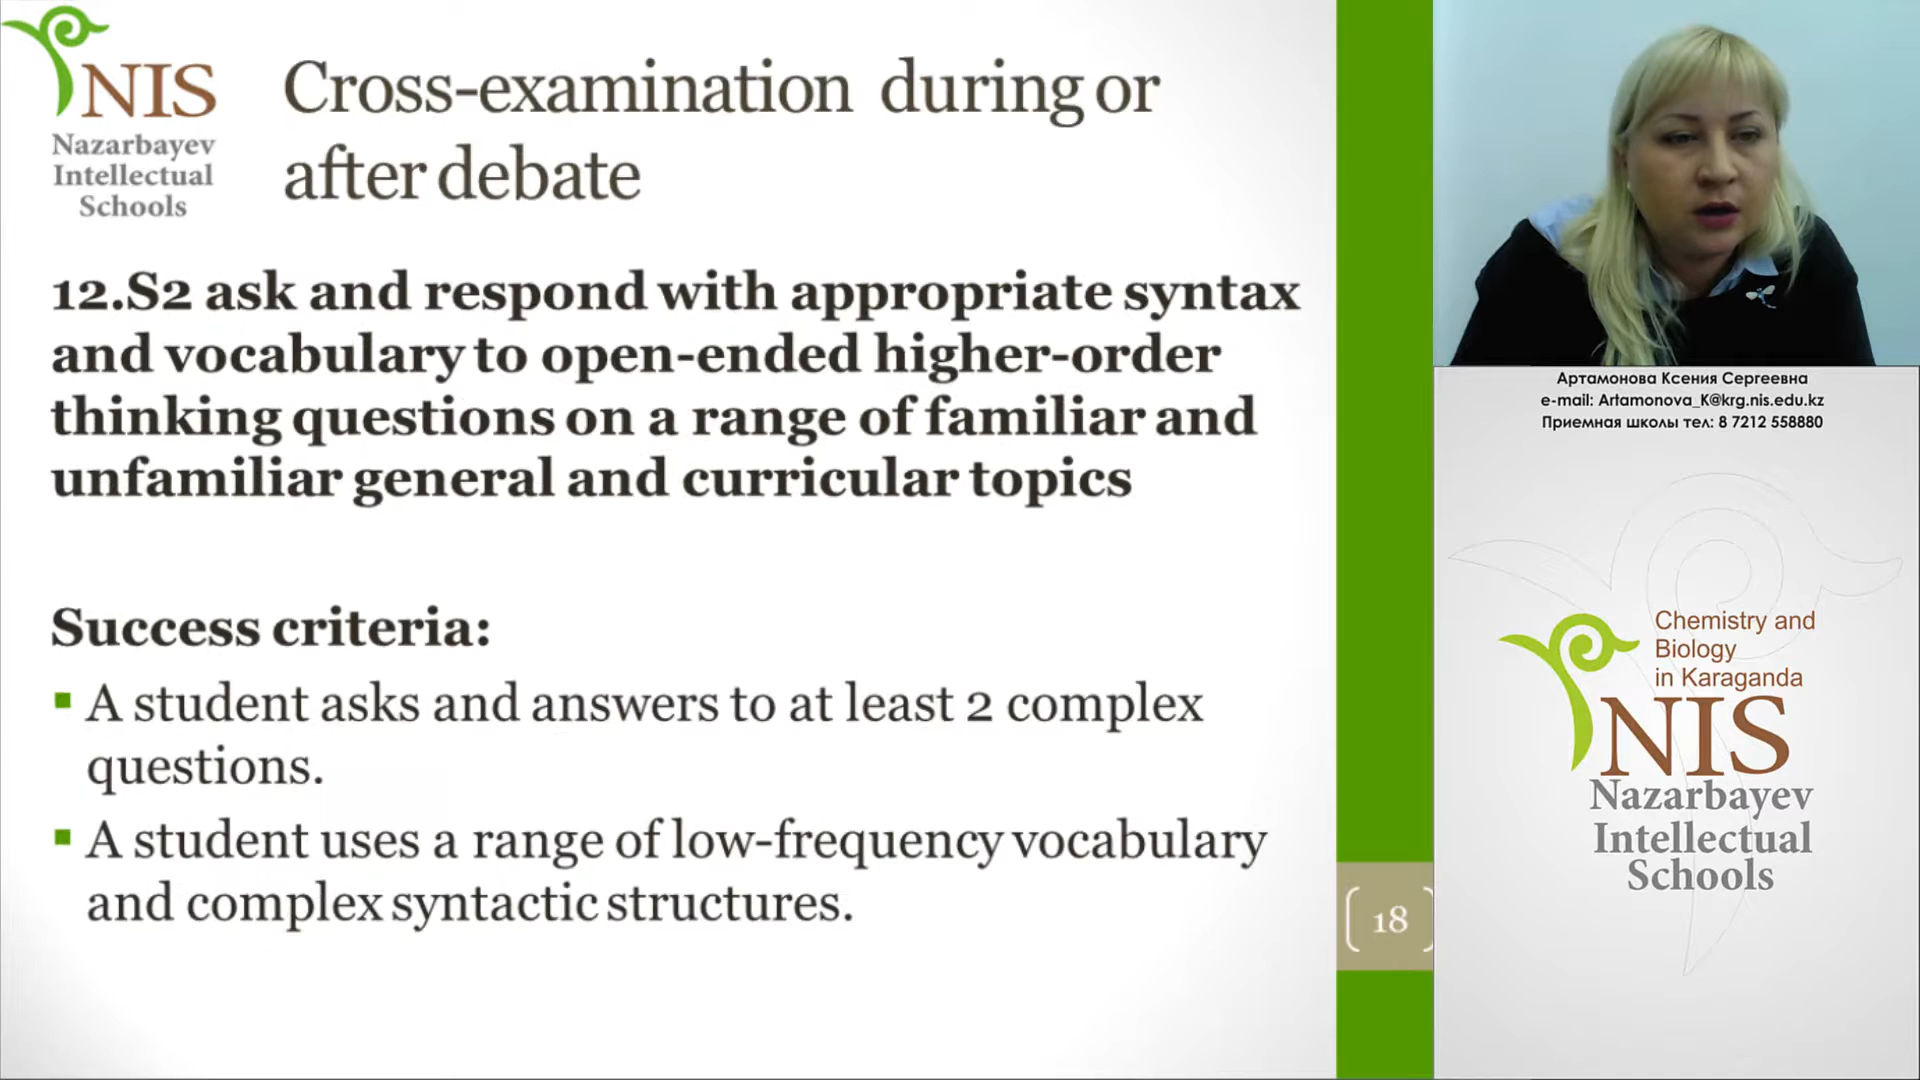 NIS
Nazarbayev
Intellectual
Schools
Cross-examination during or
after debate
12.S2 ask and respond with appropriate syntax
and vocabulary to open-ended higher-order
thinking questions on a range of familiar and
unfamiliar general and curricular topics
Success criteria:
A student asks and answers to at least 2 complex
questions.
A student uses a range of low-frequency vocabulary
and complex syntactic structures.
18
Артамонова Ксения Сергеевна
e-mail: Artamonova_K@krg.nis.edu.kz
Приемная школы тел: 8 7212 558880
Chemistry and
Biology
in Karaganda
NIS
Nazarbayev
Intellectual
Schools